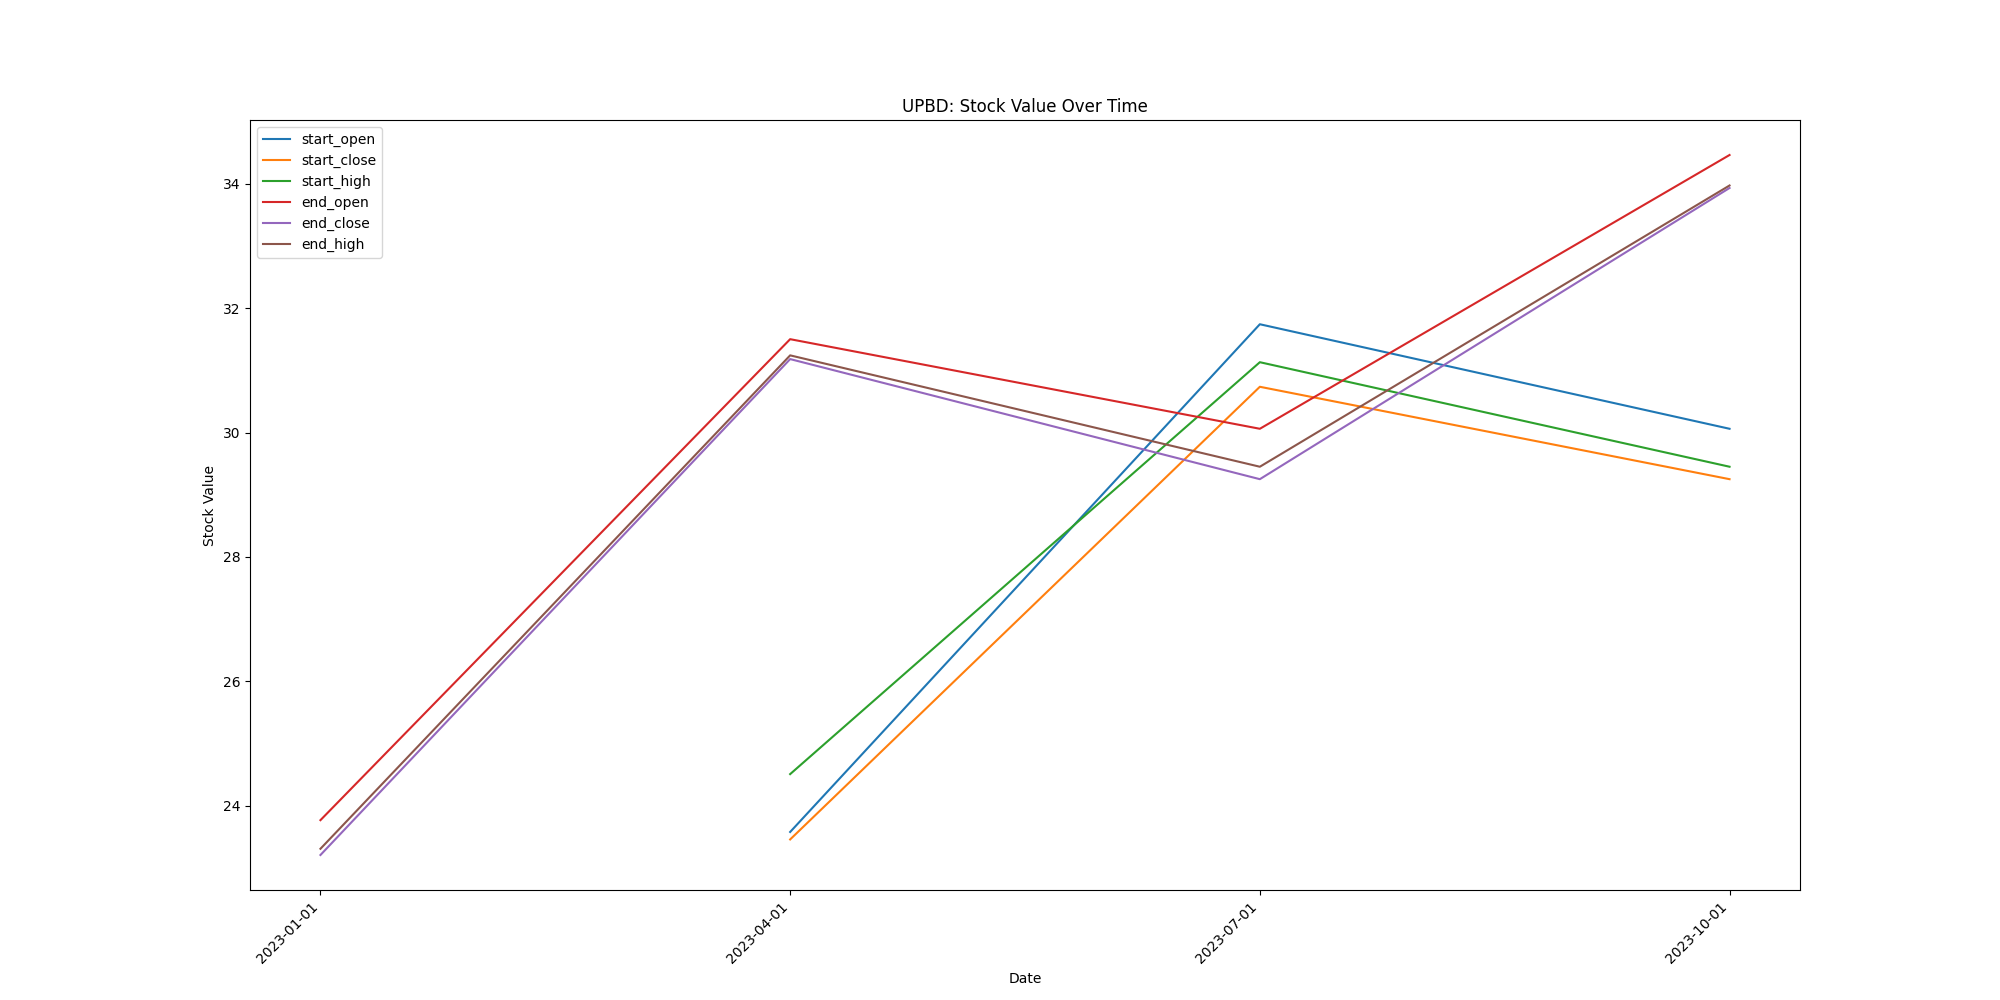 UPBD: Stock Value Over Time
start_open
start_close
start_high
end_open
end_close
end_high
Stock Value
34
32
30
28
26
24
2023-01-01
2023-04-01
2023-07-01
2023-10-01
Date